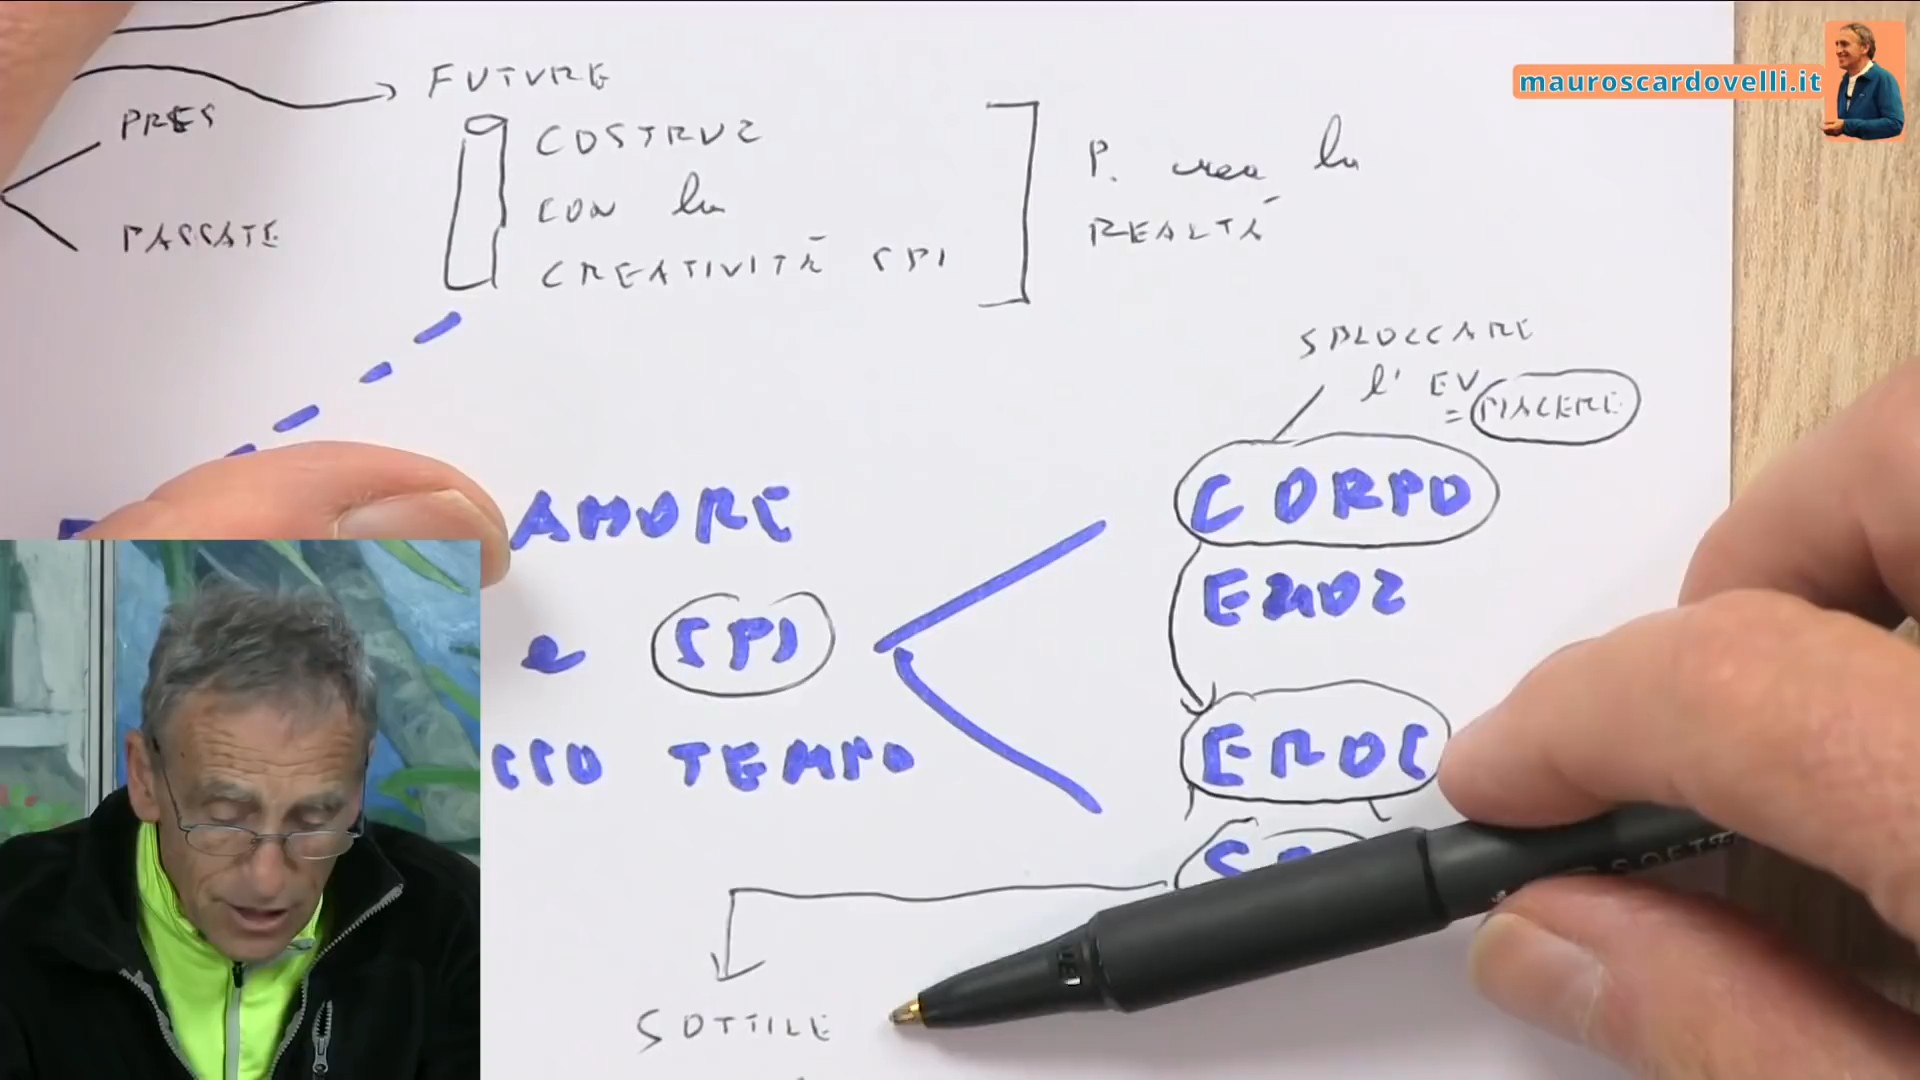 mauroscardovelli.it
FUTURE
PRES
PASSATE
COSTRUZ
CON la
CREATIVITÀ SPI
P. crea la
REALTÀ
SBLOCCARE
l' EV
= PIACERE
AMORE
e SPI
SSO TEMPO
CORPO
EMOZ
EROS
SOTTILE